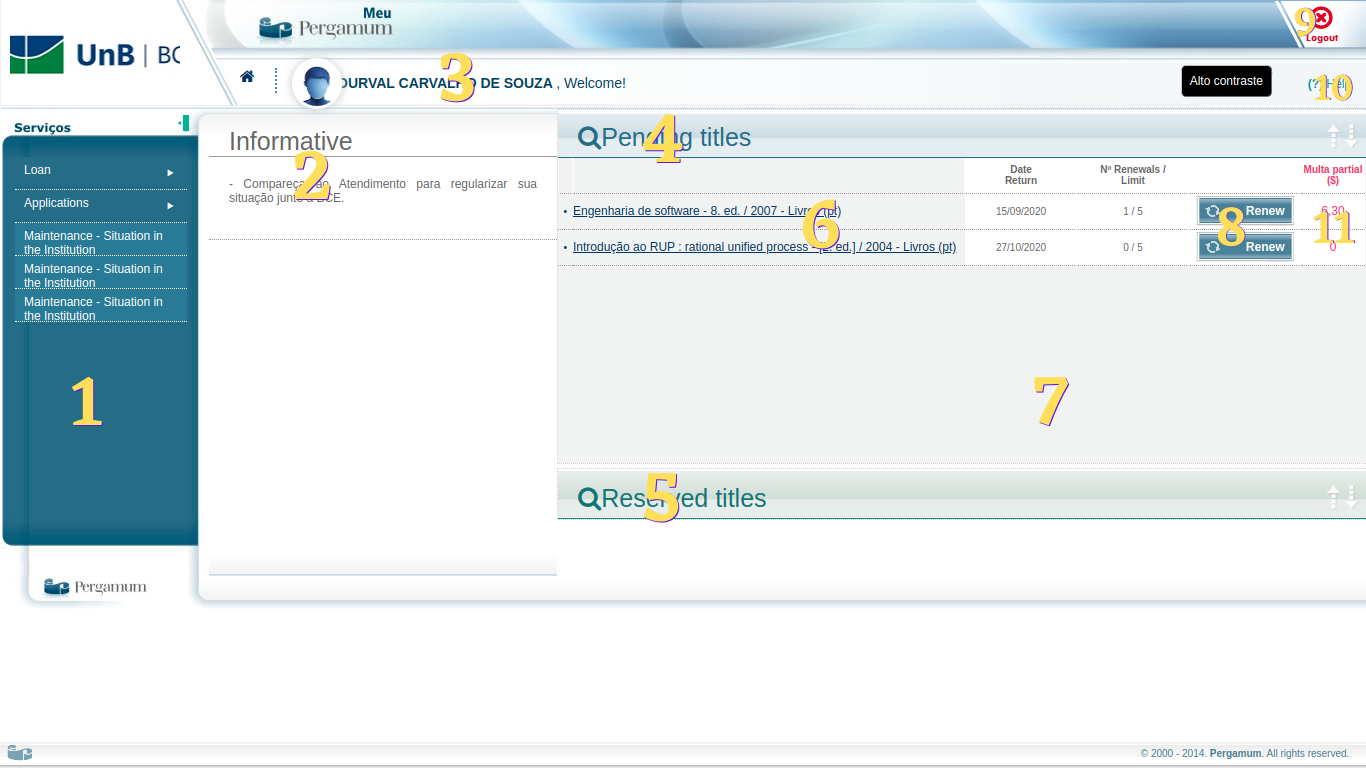 Meu
Pergamum
9
Logout
UnB | BC
3
DURVAL CARVALHO DE SOUZA , Welcome!
Alto contraste
(?) Help
10
Serviços
Loan
Applications
Maintenance - Situation in
the Institution
Maintenance - Situation in
the Institution
Maintenance - Situation in
the Institution
1
Pergamum
Informative
2
- Compareça ao Atendimento para regularizar sua
situação junto a BCE.
4
Pending titles
Date
Return
Nº Renewals /
Limit
Multa partial
($)
• Engenharia de software - 8. ed. / 2007 - Livros (pt) 15/09/2020 1 / 5 Renew 6,30
6
8
11
• Introdução ao RUP : rational unified process - [2. ed.] / 2004 - Livros (pt) 27/10/2020 0 / 5 Renew 0
7
5
Reserved titles
© 2000 - 2014. Pergamum. All rights reserved.